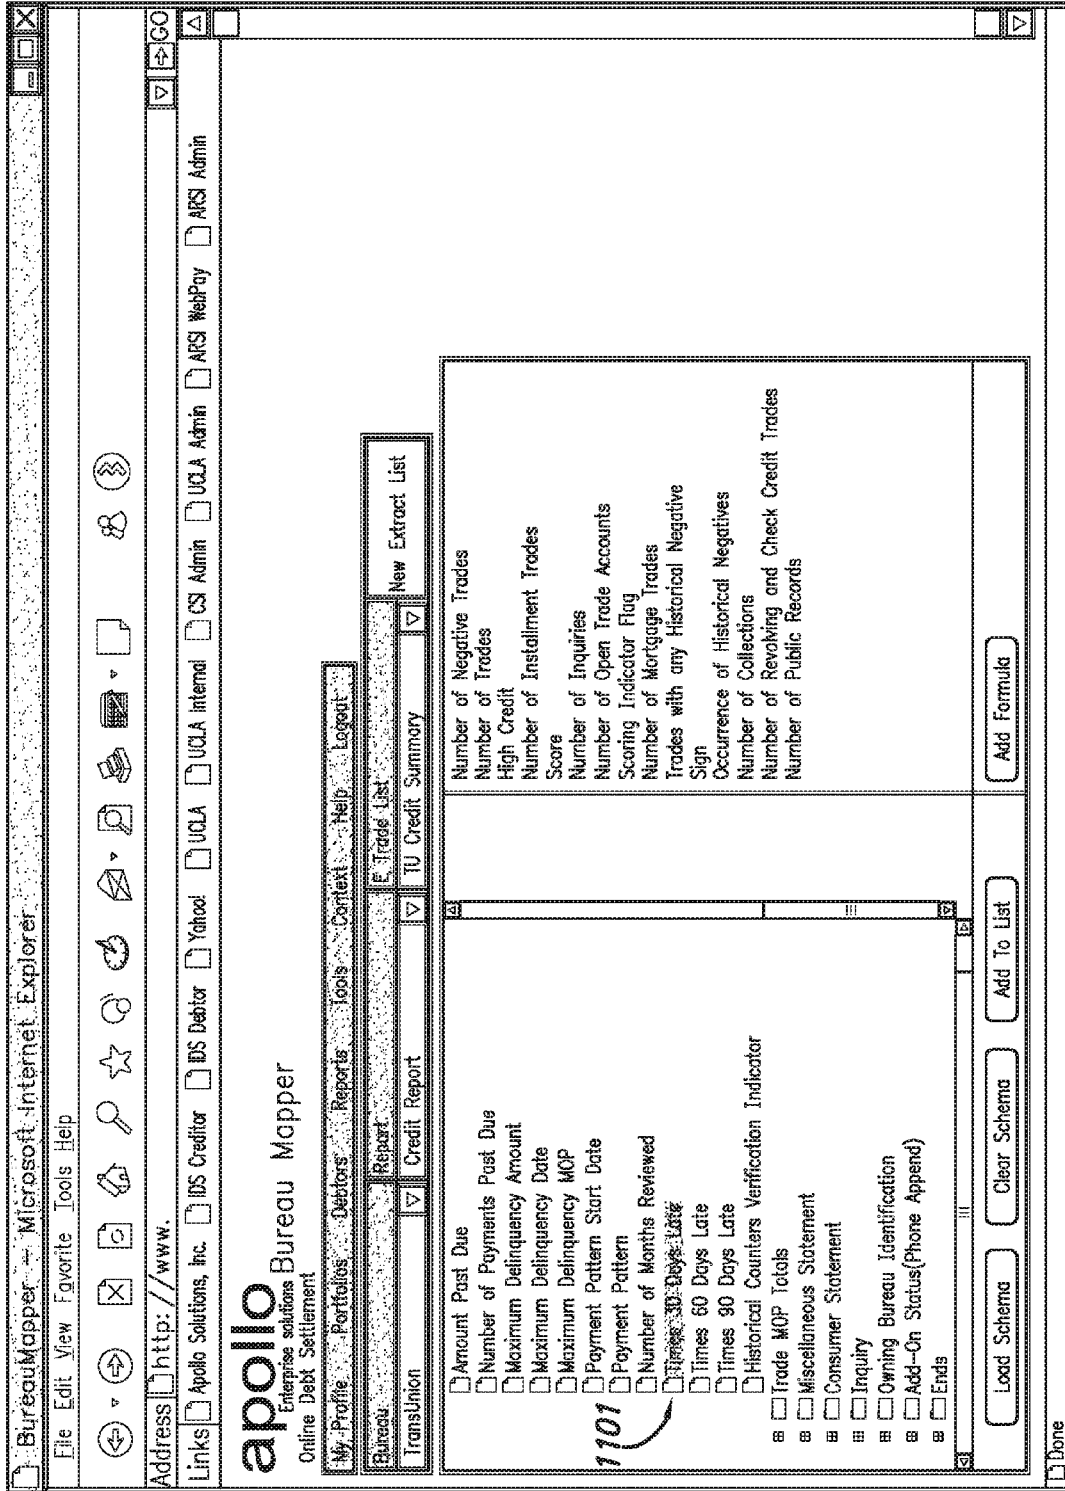 BureauMapper - Microsoft Internet Explorer
File Edit View Favorite Tools Help
Address http://www. GO
Links Apollo Solutions, Inc. IDS Creditor IDS Debtor Yahoo! UCLA UCLA Internal CSI Admin UCLA Admin ARSI WebPay ARSI Admin
apollo
Enterprise solutions
Bureau Mapper
Online Debt Settlement
My Profile Portfolios Debtors Reports Tools Context Help Logout
Bureau Report E, Trade List
TransUnion Credit Report TU Credit Summary New Extract List
Amount Past Due
Number of Payments Past Due
Maximum Delinquency Amount
Maximum Delinquency Date
Maximum Delinquency MOP
Payment Pattern Start Date
Payment Pattern
Number of Months Reviewed
1101
Times 30 Days Late
Times 60 Days Late
Times 90 Days Late
Historical Counters Verification Indicator
Trade MOP Totals
Miscellaneous Statement
Consumer Statement
Inquiry
Owning Bureau Identification
Add--On Status(Phone Append)
Ends
Number of Negative Trades
Number of Trades
High Credit
Number of Installment Trades
Score
Number of Inquiries
Number of Open Trade Accounts
Scoring Indicator Flag
Number of Mortgage Trades
Trades with any Historical Negative
Sign
Occurrence of Historical Negatives
Number of Collections
Number of Revolving and Check Credit Trades
Number of Public Records
Load Schema Clear Schema Add To List Add Formula
Done